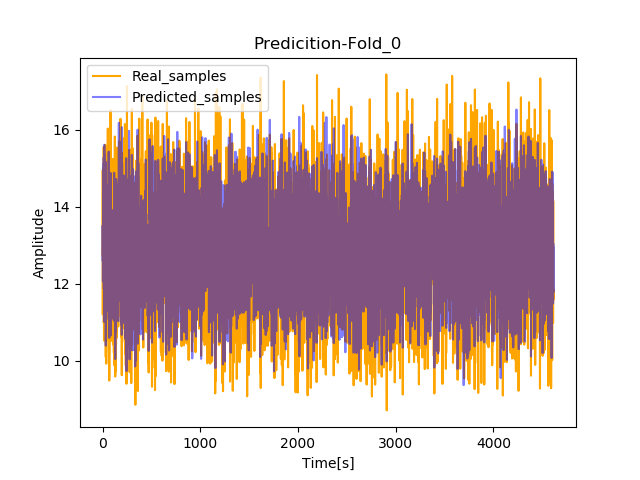 Predicition-Fold_0
Real_samples
Predicted_samples
16
14
12
10
Amplitude
0
1000
2000
3000
4000
Time[s]